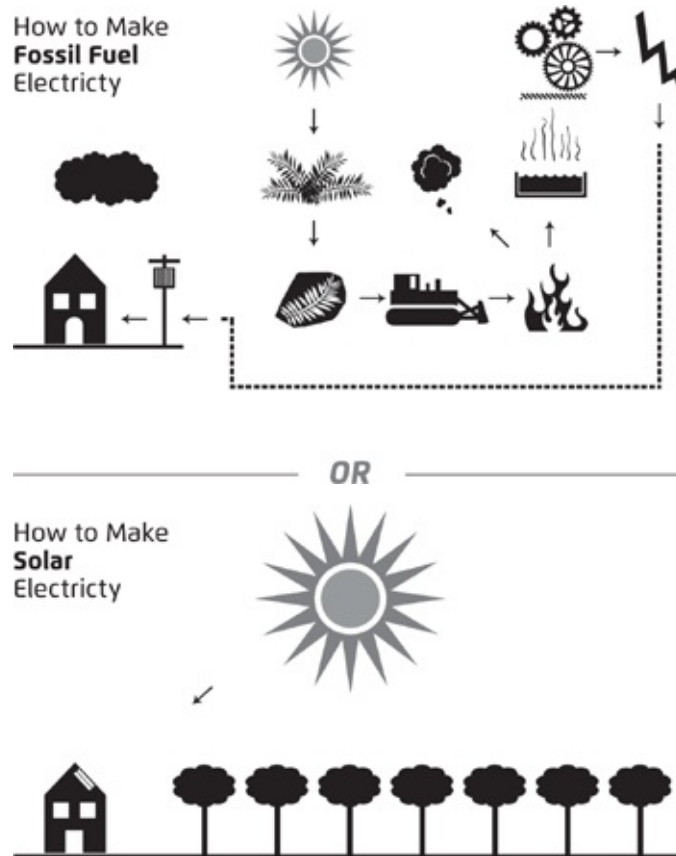 How to Make
Fossil Fuel
Electricty
OR
How to Make
Solar
Electricty